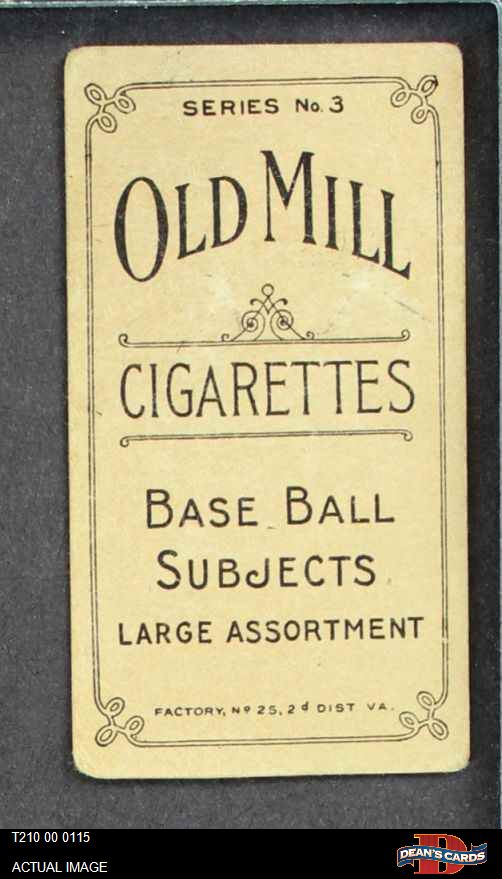 SERIES No. 3
OLD MILL
CIGARETTES
BASE BALL
SUBJECTS
LARGE ASSORTMENT
FACTORY, Nº 25, 2d DIST VA.
T210 00 0115
ACTUAL IMAGE
D
DEAN'S CARDS